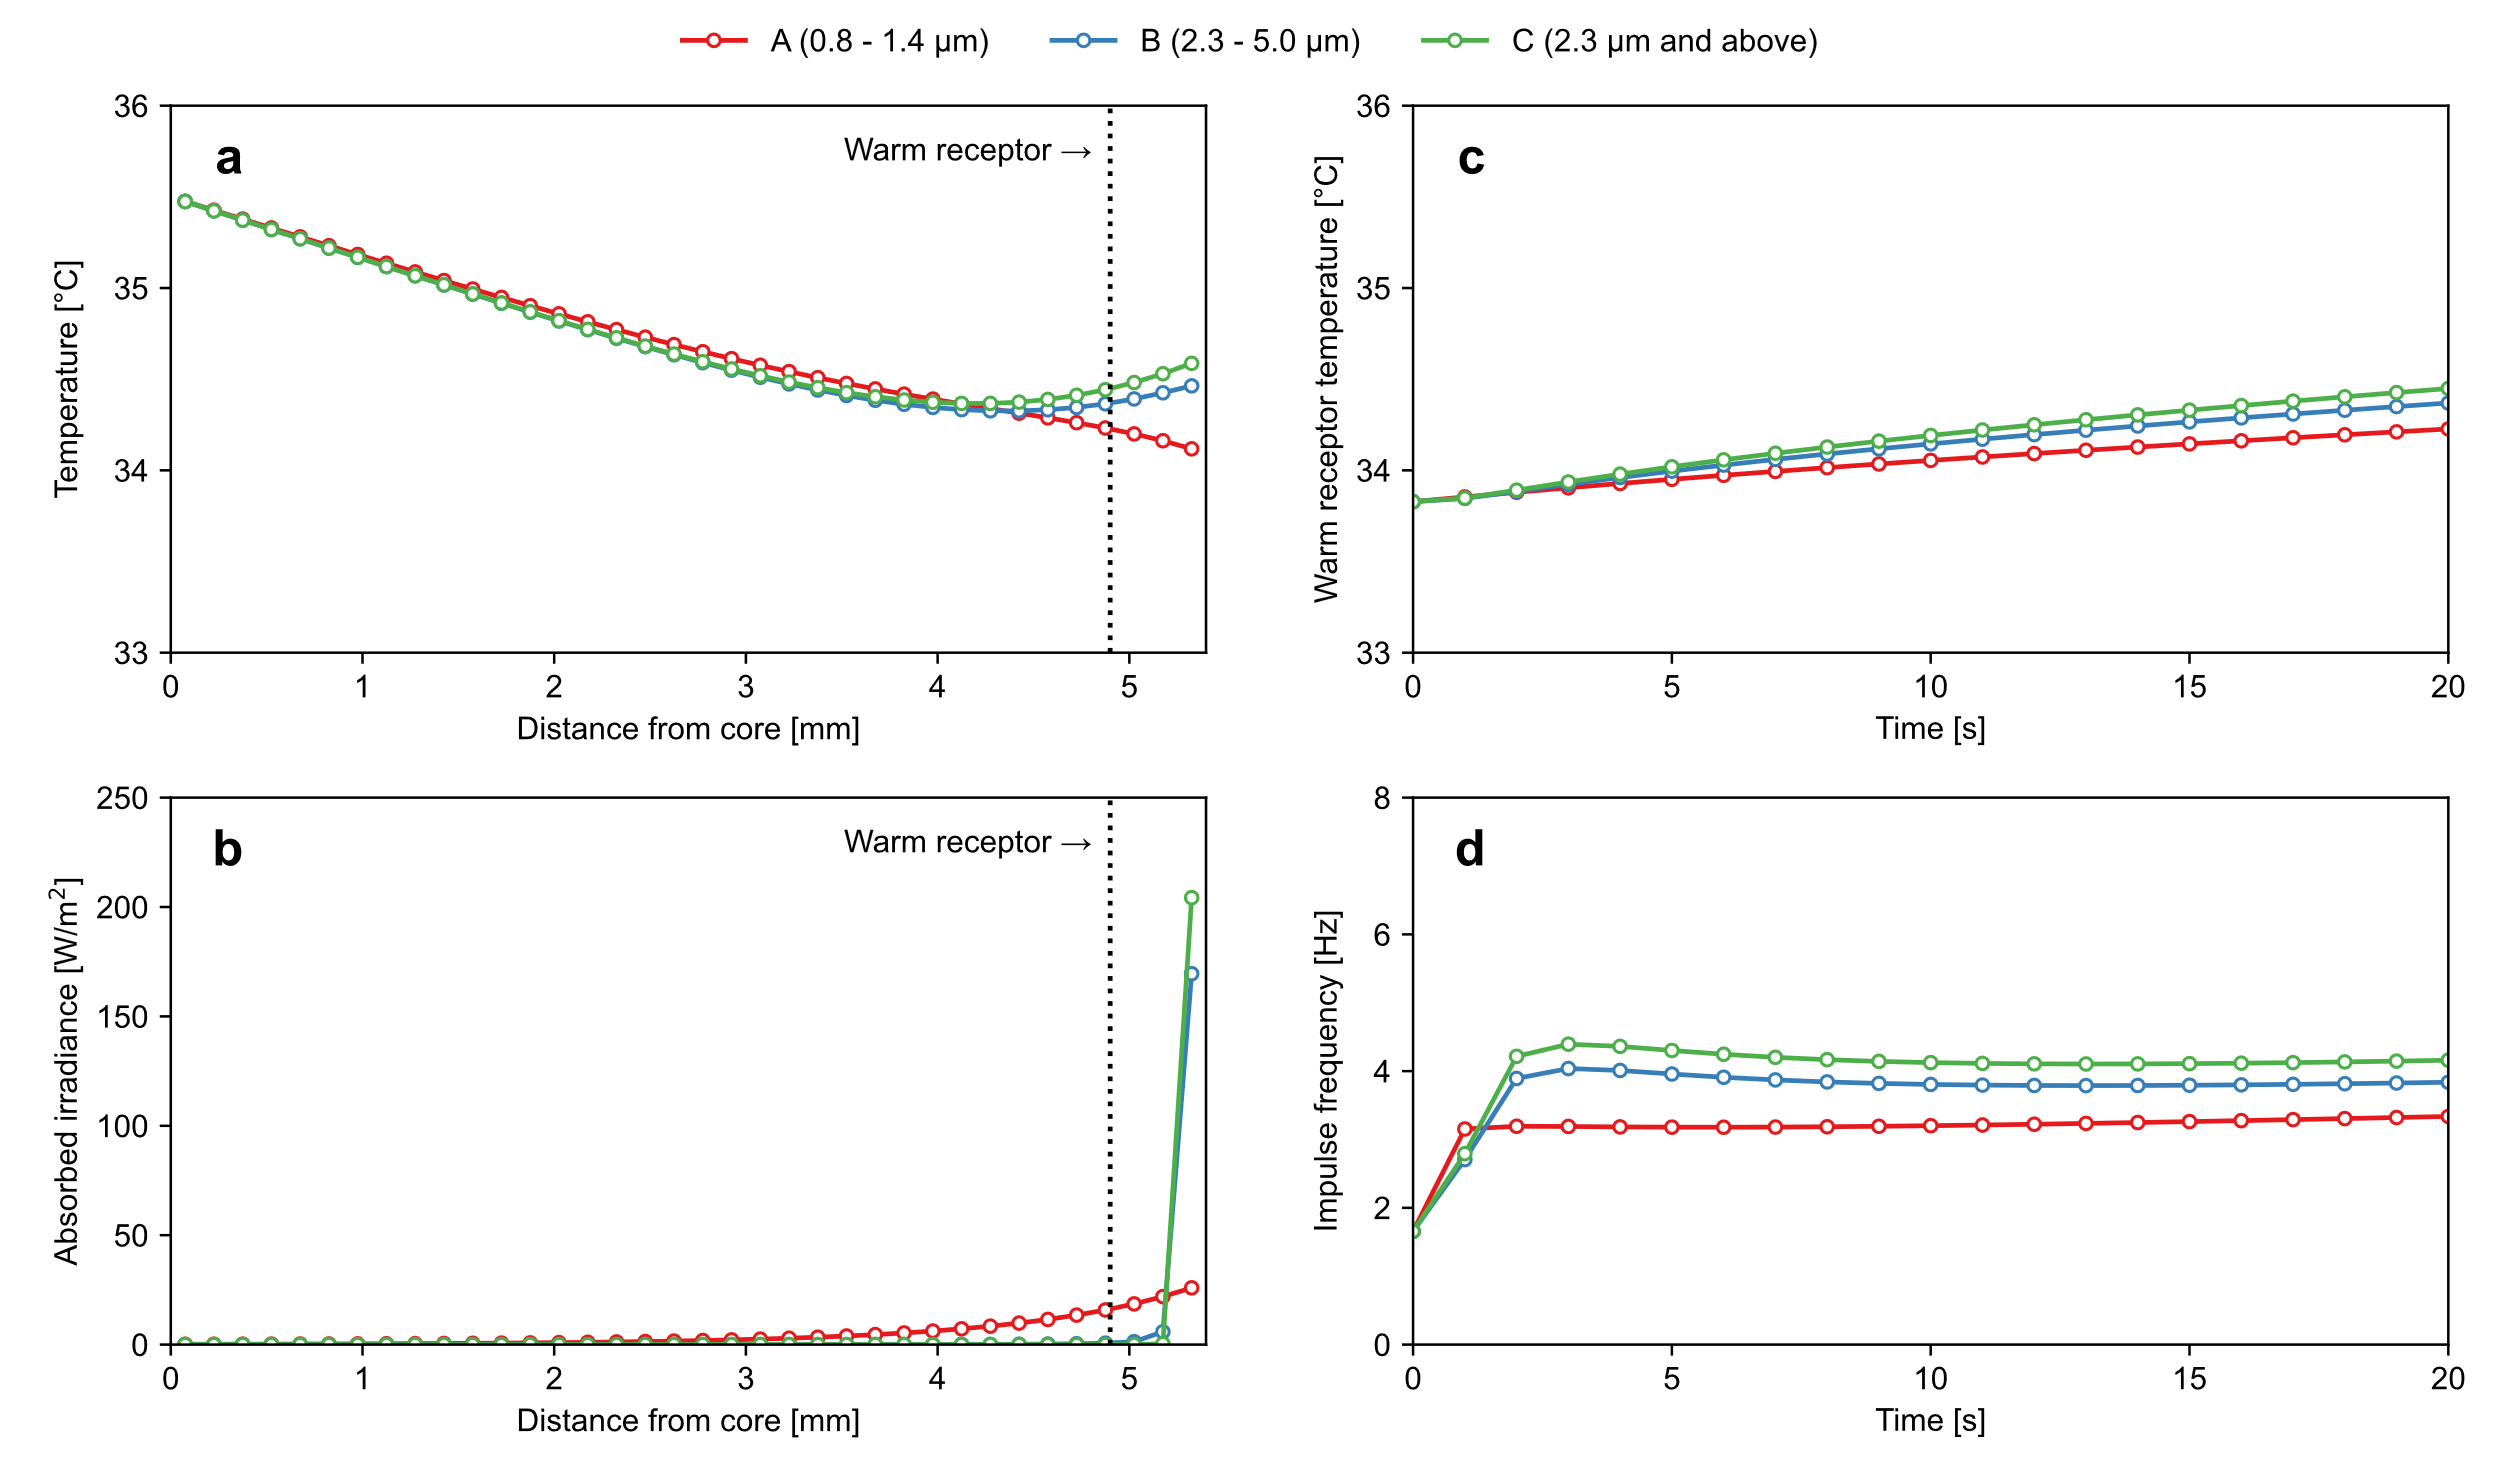 A (0.8 - 1.4 µm) B (2.3 - 5.0 µm) C (2.3 µm and above)
a
Warm receptor →
Temperature [°C]
36
35
34
33
0 1 2 3 4 5
Distance from core [mm]
c
Warm receptor temperature [°C]
36
35
34
33
0 5 10 15 20
Time [s]
b
Warm receptor →
Absorbed irradiance [W/m²]
250
200
150
100
50
0
0 1 2 3 4 5
Distance from core [mm]
d
Impulse frequency [Hz]
8
6
4
2
0
0 5 10 15 20
Time [s]